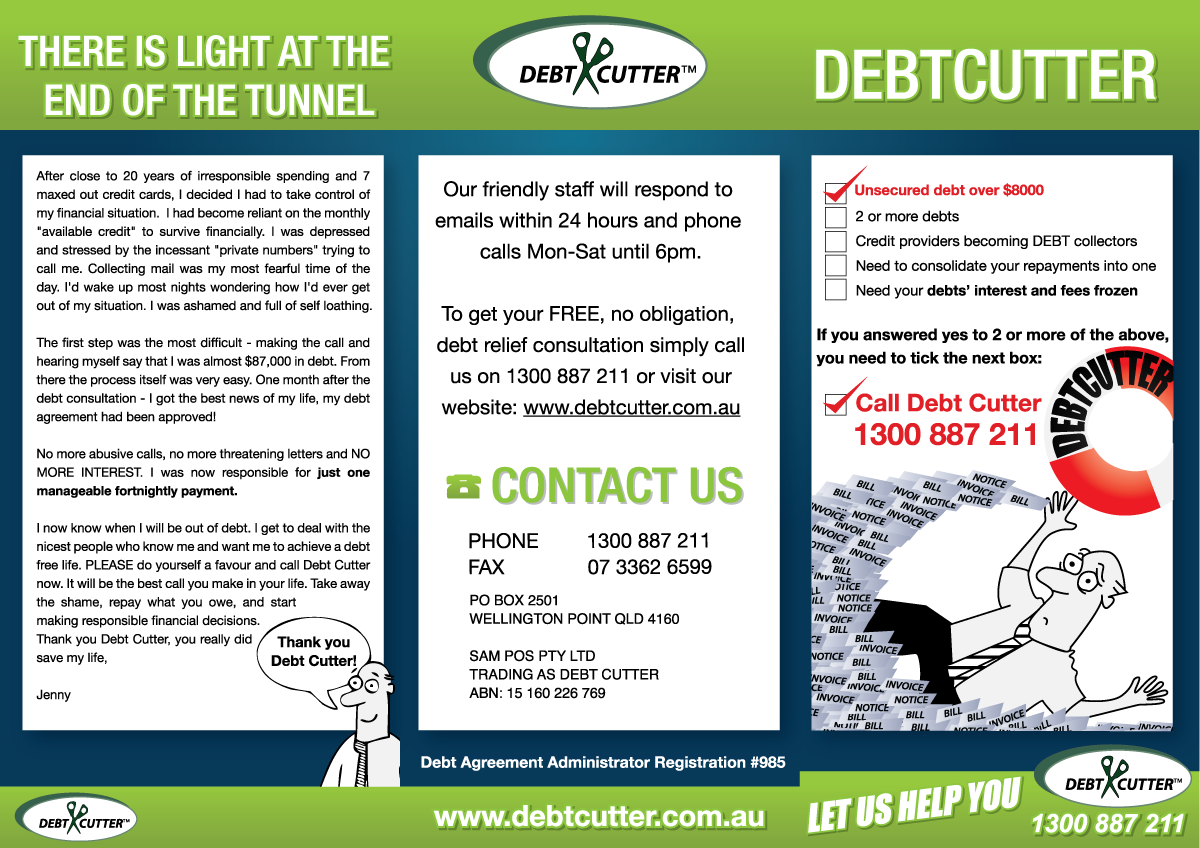 THERE IS LIGHT AT THE
END OF THE TUNNEL
After close to 20 years of irresponsible spending and 7
maxed out credit cards, I decided I had to take control of
my financial situation. I had become reliant on the monthly
"available credit" to survive financially. I was depressed
and stressed by the incessant "private numbers" trying to
call me. Collecting mail was my most fearful time of the
day. I'd wake up most nights wondering how I'd ever get
out of my situation. I was ashamed and full of self loathing.
The first step was the most difficult - making the call and
hearing myself say that I was almost $87,000 in debt. From
there the process itself was very easy. One month after the
debt consultation - I got the best news of my life, my debt
agreement had been approved!
No more abusive calls, no more threatening letters and NO
MORE INTEREST. I was now responsible for just one
manageable fortnightly payment.
I now know when I will be out of debt. I get to deal with the
nicest people who know me and want me to achieve a debt
free life. PLEASE do yourself a favour and call Debt Cutter
now. It will be the best call you make in your life. Take away
the shame, repay what you owe, and start
making responsible financial decisions.
Thank you Debt Cutter, you really did
save my life,
Jenny
Thank you
Debt Cutter!
DEBT CUTTER™
DEBT CUTTER™
Our friendly staff will respond to
emails within 24 hours and phone
calls Mon-Sat until 6pm.
To get your FREE, no obligation,
debt relief consultation simply call
us on 1300 887 211 or visit our
website: www.debtcutter.com.au
CONTACT US
PHONE 1300 887 211
FAX 07 3362 6599
PO BOX 2501
WELLINGTON POINT QLD 4160
SAM POS PTY LTD
TRADING AS DEBT CUTTER
ABN: 15 160 226 769
Debt Agreement Administrator Registration #985
www.debtcutter.com.au
DEBTCUTTER
Unsecured debt over $8000
2 or more debts
Credit providers becoming DEBT collectors
Need to consolidate your repayments into one
Need your debts' interest and fees frozen
If you answered yes to 2 or more of the above,
you need to tick the next box:
Call Debt Cutter
1300 887 211
DEBTCUTTER
NOTICE
INVOICE
NOTICE
BILL
BILL
BILL
INVOICE
NOTICE
INVOICE
BILL
NOTICE
BILL
NOTICE
INVOICE
BILL
NOTICE
BILL
INVOICE
NOTICE
BILL
BILL
INVOICE
BILL
INVOICE
LET US HELP YOU
DEBT CUTTER™
1300 887 211